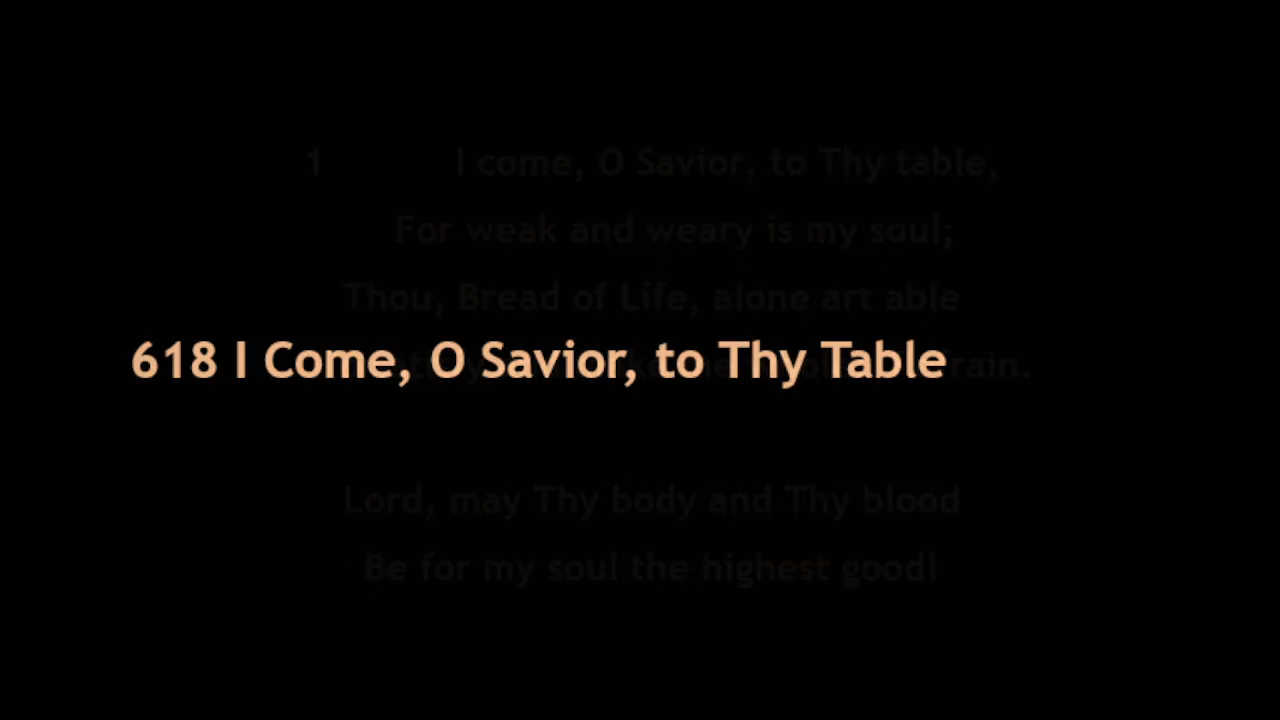 1 I come, O Savior, to Thy table,
For weak and weary is my soul;
Thou, Bread of Life, alone art able
618 I Come, O Savior, to Thy Table
Lord, may Thy body and Thy blood
Be for my soul the highest good!